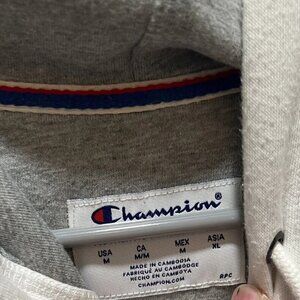 Champion®
USA CA MEX ASIA
M M/M M XL
MADE IN CAMBODIA
FABRIQUÉ AU CAMBODGE
HECHO EN CAMBOYA
CHAMPION.COM
RPC